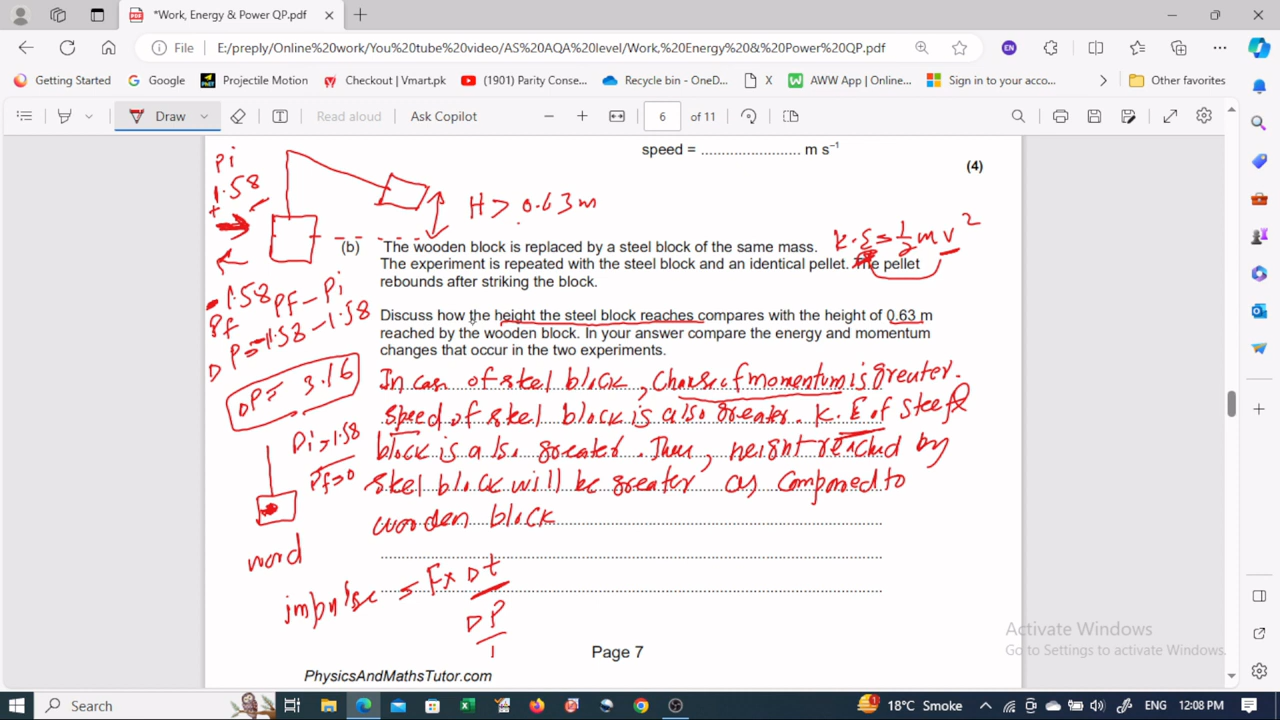 *Work, Energy & Power QP.pdf
File
E:/preply/Online%20work/You%20tube%20video/AS%20AQA%20level/Work,%20Energy%20&%20Power%20QP.pdf
EN
Getting Started
Google
Projectile Motion
Checkout | Vmart.pk
(1901) Parity Conse...
Recycle bin - OneD...
X
AWW App | Online...
Sign in to your acco...
Other favorites
Draw
Read aloud
Ask Copilot
6
of 11
speed = ........................ m s⁻¹
(4)
Pi
1.58
+
H > 0.63m
K.E = 1/2 m v²
(b) The wooden block is replaced by a steel block of the same mass.
The experiment is repeated with the steel block and an identical pellet. The pellet
rebounds after striking the block.
-1.58
Pf
Pf - Pi
P = -1.58 - 1.58
ΔP = 3.16
Discuss how the height the steel block reaches compares with the height of 0.63 m
reached by the wooden block. In your answer compare the energy and momentum
changes that occur in the two experiments.
In case of steel block, Change of momentum is greater.
speed of steel block is also greater. K.E of steel
block is also greater. Thus, height reached by
steel block will be greater as compared to
wooden block
Pi = 1.58
Pf = 0
wood
impulse = F x Δt
ΔP
Page 7
PhysicsAndMathsTutor.com
Activate Windows
Go to Settings to activate Windows.
Search
18°C Smoke
ENG
12:08 PM